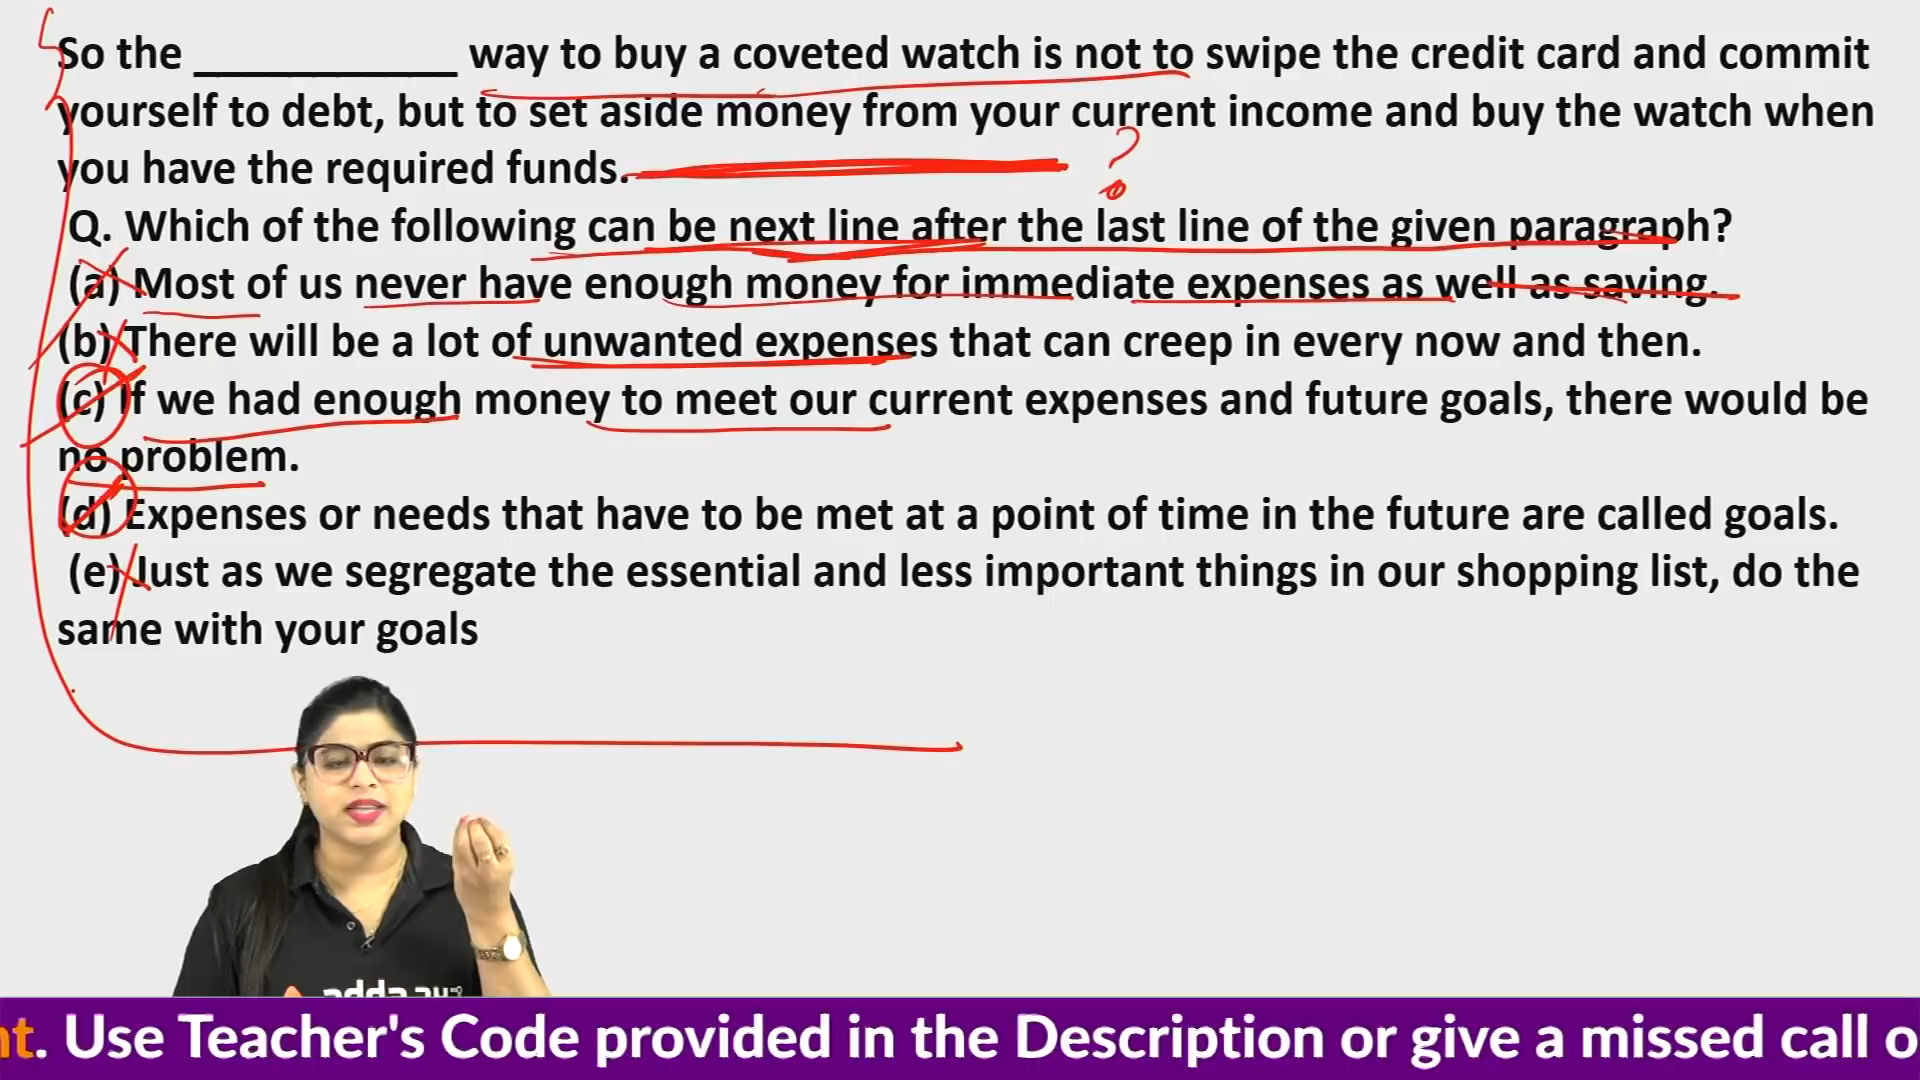 So the ___________ way to buy a coveted watch is not to swipe the credit card and commit
yourself to debt, but to set aside money from your current income and buy the watch when
you have the required funds.
?
Q. Which of the following can be next line after the last line of the given paragraph?
(a) Most of us never have enough money for immediate expenses as well as saving.
(b) There will be a lot of unwanted expenses that can creep in every now and then.
(c) If we had enough money to meet our current expenses and future goals, there would be
no problem.
(d) Expenses or needs that have to be met at a point of time in the future are called goals.
(e) Just as we segregate the essential and less important things in our shopping list, do the
same with your goals
nt. Use Teacher's Code provided in the Description or give a missed call o